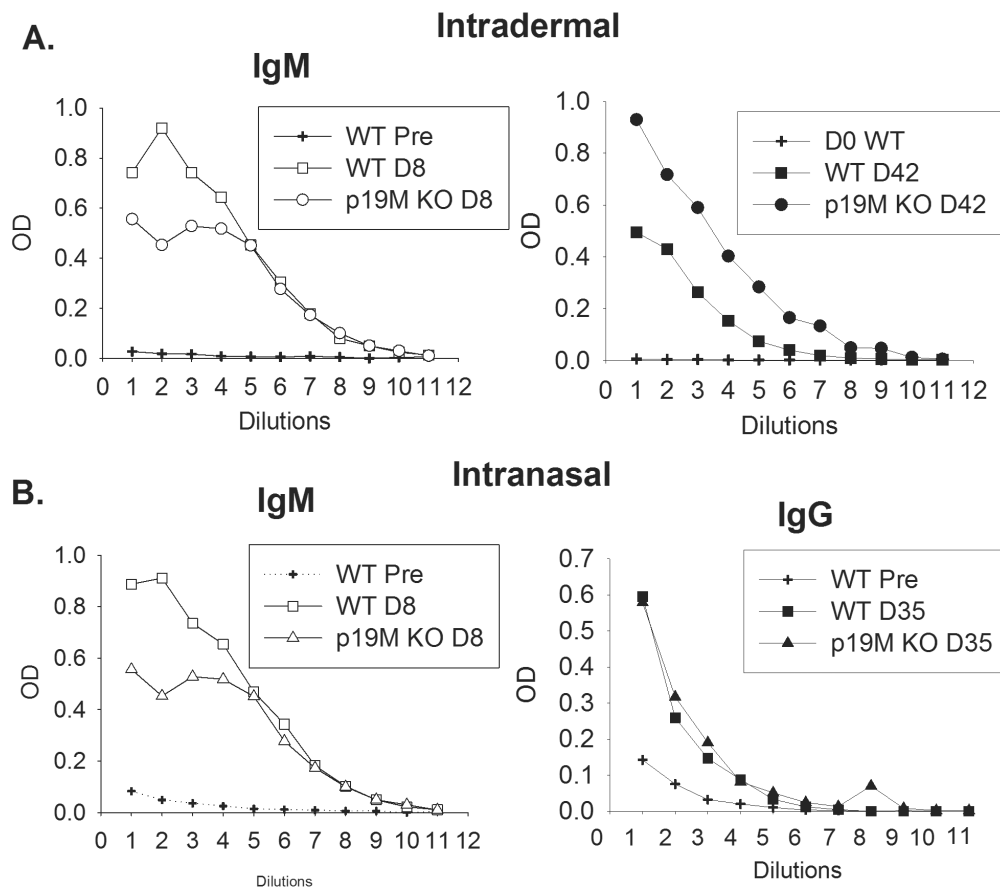 A.
Intradermal
IgM
1.0
0.8
0.6
0.4
0.2
0.0
OD
WT Pre
WT D8
p19M KO D8
0 1 2 3 4 5 6 7 8 9 10 11 12
Dilutions
1.0
0.8
0.6
0.4
0.2
0.0
OD
D0 WT
WT D42
p19M KO D42
0 1 2 3 4 5 6 7 8 9 10 11 12
Dilutions
B.
Intranasal
IgM
1.0
0.8
0.6
0.4
0.2
0.0
OD
WT Pre
WT D8
p19M KO D8
0 1 2 3 4 5 6 7 8 9 10 11 12
Dilutions
IgG
0.7
0.6
0.5
0.4
0.3
0.2
0.1
0.0
OD
WT Pre
WT D35
p19M KO D35
0 1 2 3 4 5 6 7 8 9 10 11
Dilutions